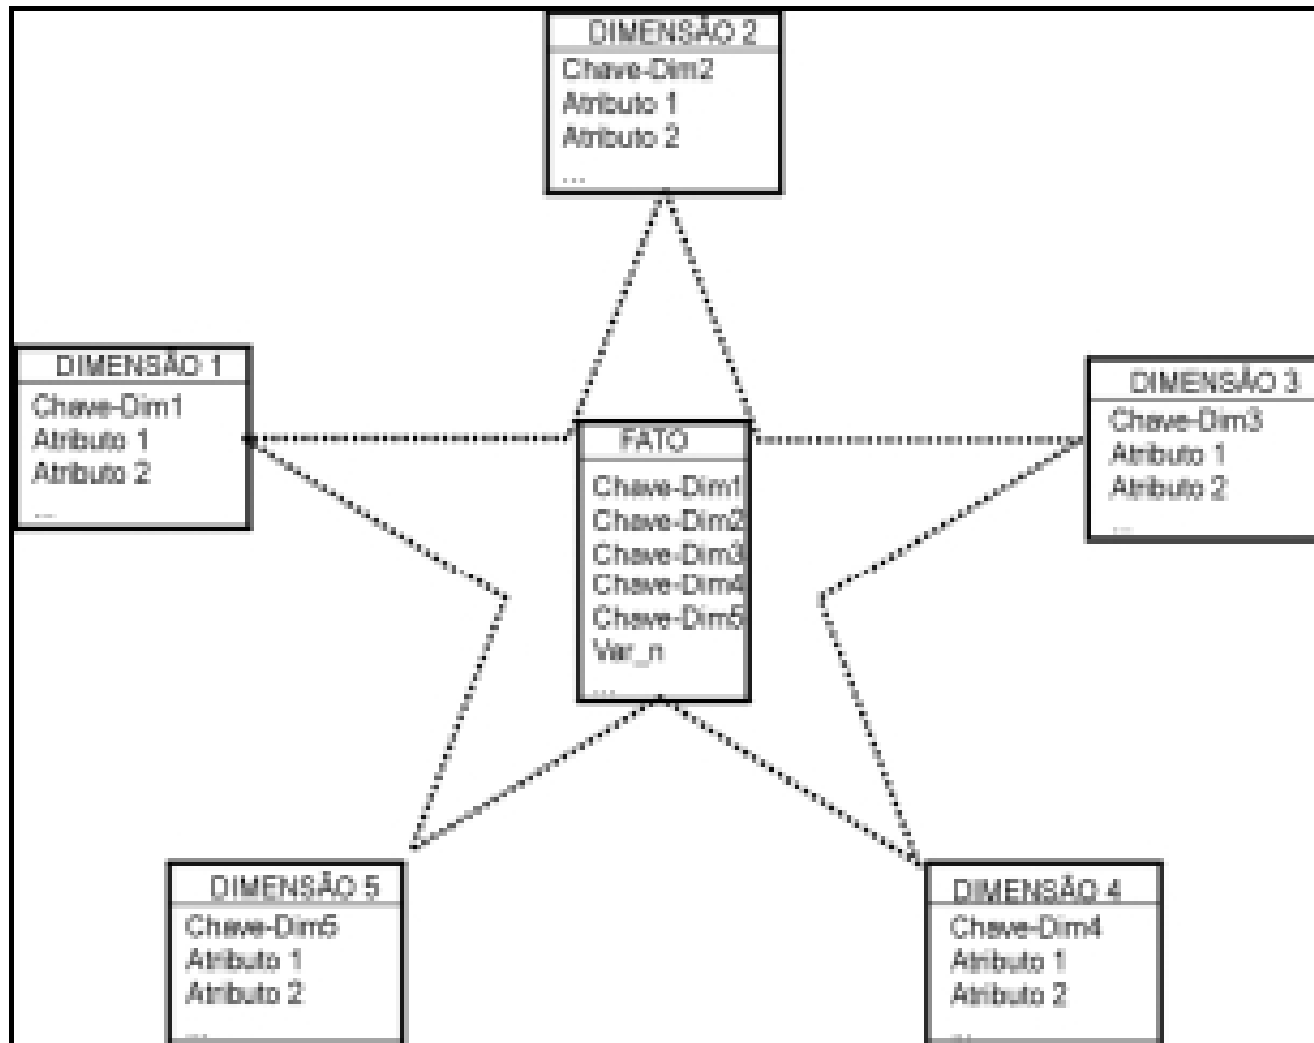 DIMENSÃO 2
Chave-Dim2
Atributo 1
Atributo 2
...
DIMENSÃO 1
Chave-Dim1
Atributo 1
Atributo 2
...
FATO
Chave-Dim1
Chave-Dim2
Chave-Dim3
Chave-Dim4
Chave-Dim5
Var_n
...
DIMENSÃO 3
Chave-Dim3
Atributo 1
Atributo 2
...
DIMENSÃO 5
Chave-Dim5
Atributo 1
Atributo 2
...
DIMENSÃO 4
Chave-Dim4
Atributo 1
Atributo 2
...